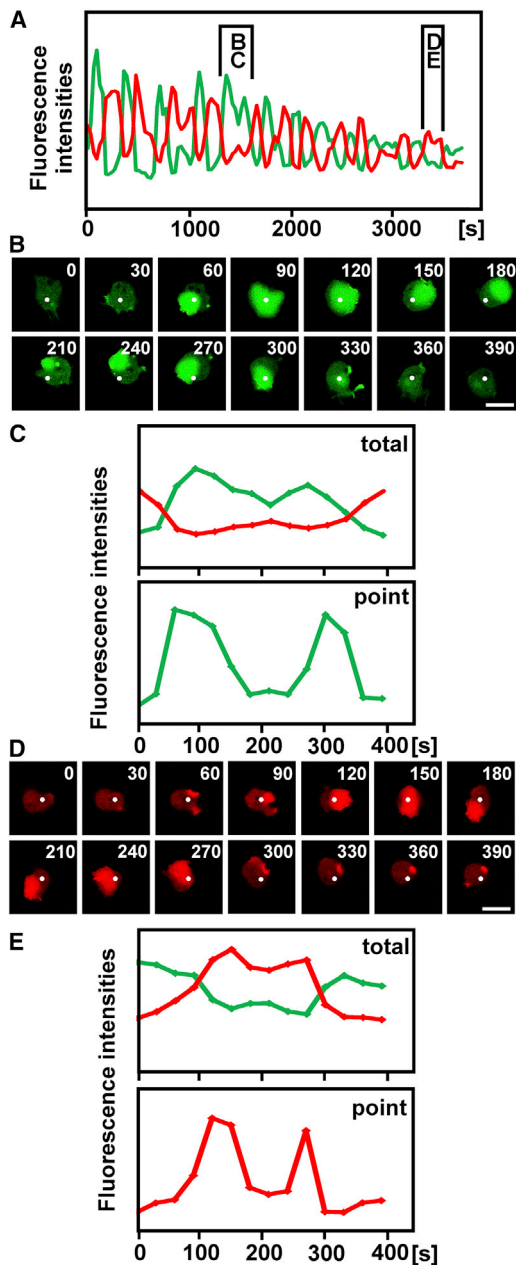 A
Fluorescence
intensities
B
C
D
E
0 1000 2000 3000 [s]
B
0 30 60 90 120 150 180
210 240 270 300 330 360 390
C
Fluorescence intensities
total
point
0 100 200 300 400 [s]
D
0 30 60 90 120 150 180
210 240 270 300 330 360 390
E
Fluorescence intensities
total
point
0 100 200 300 400 [s]